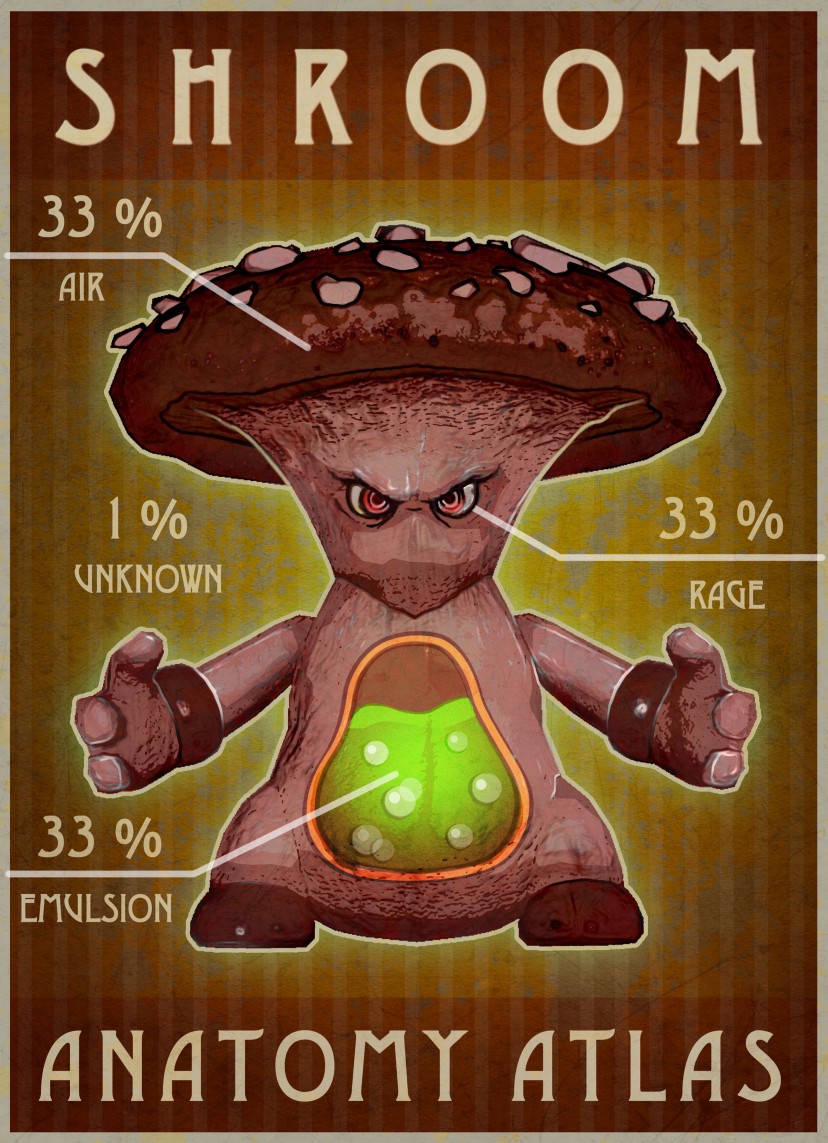 SHROOM
33 %
AIR
1 %
UNKNOWN
33 %
RAGE
33 %
EMULSION
ANATOMY ATLAS